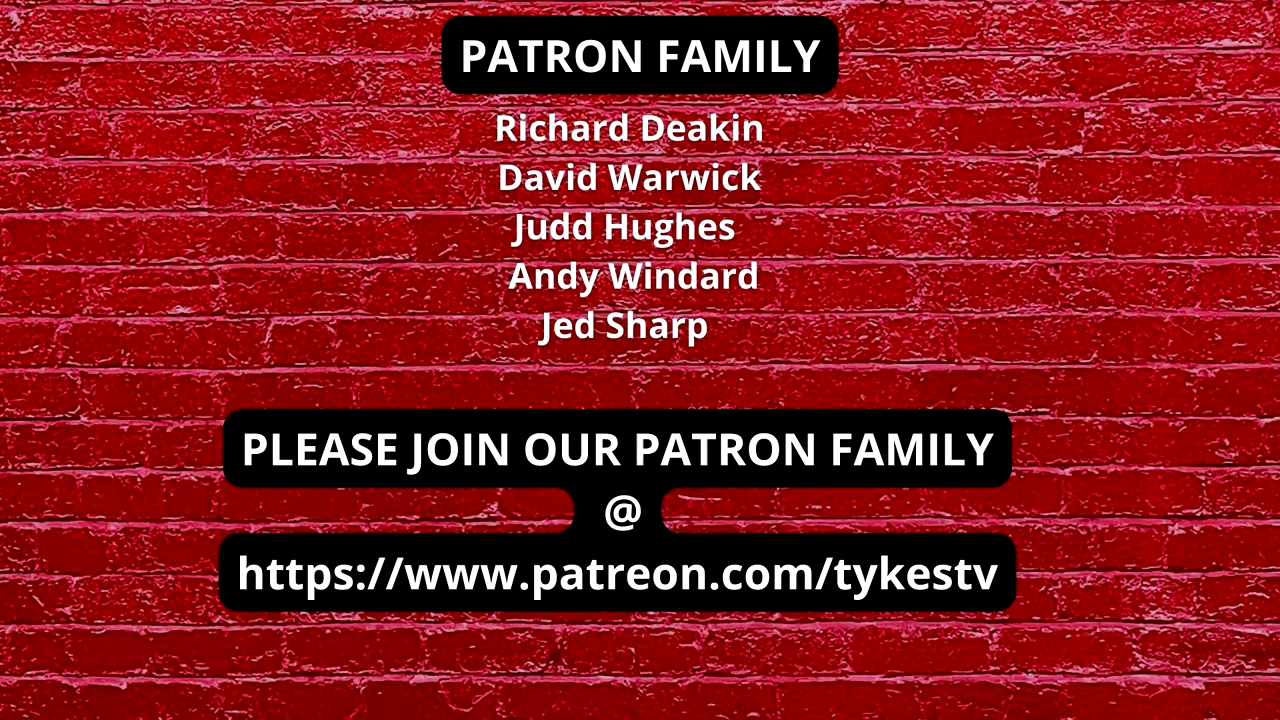 PATRON FAMILY
Richard Deakin
David Warwick
Judd Hughes
Andy Windard
Jed Sharp
PLEASE JOIN OUR PATRON FAMILY
@
https://www.patreon.com/tykestv